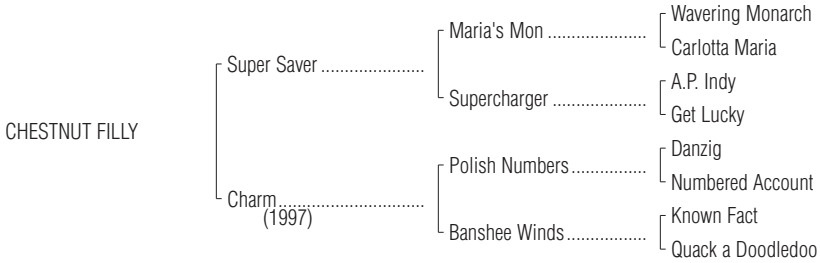 Wavering Monarch
Maria's Mon .....................
Carlotta Maria
Super Saver ......................
A.P. Indy
Supercharger ....................
Get Lucky
CHESTNUT FILLY
Danzig
Polish Numbers................
Numbered Account
Charm...............................
(1997)
Known Fact
Banshee Winds.................
Quack a Doodledoo